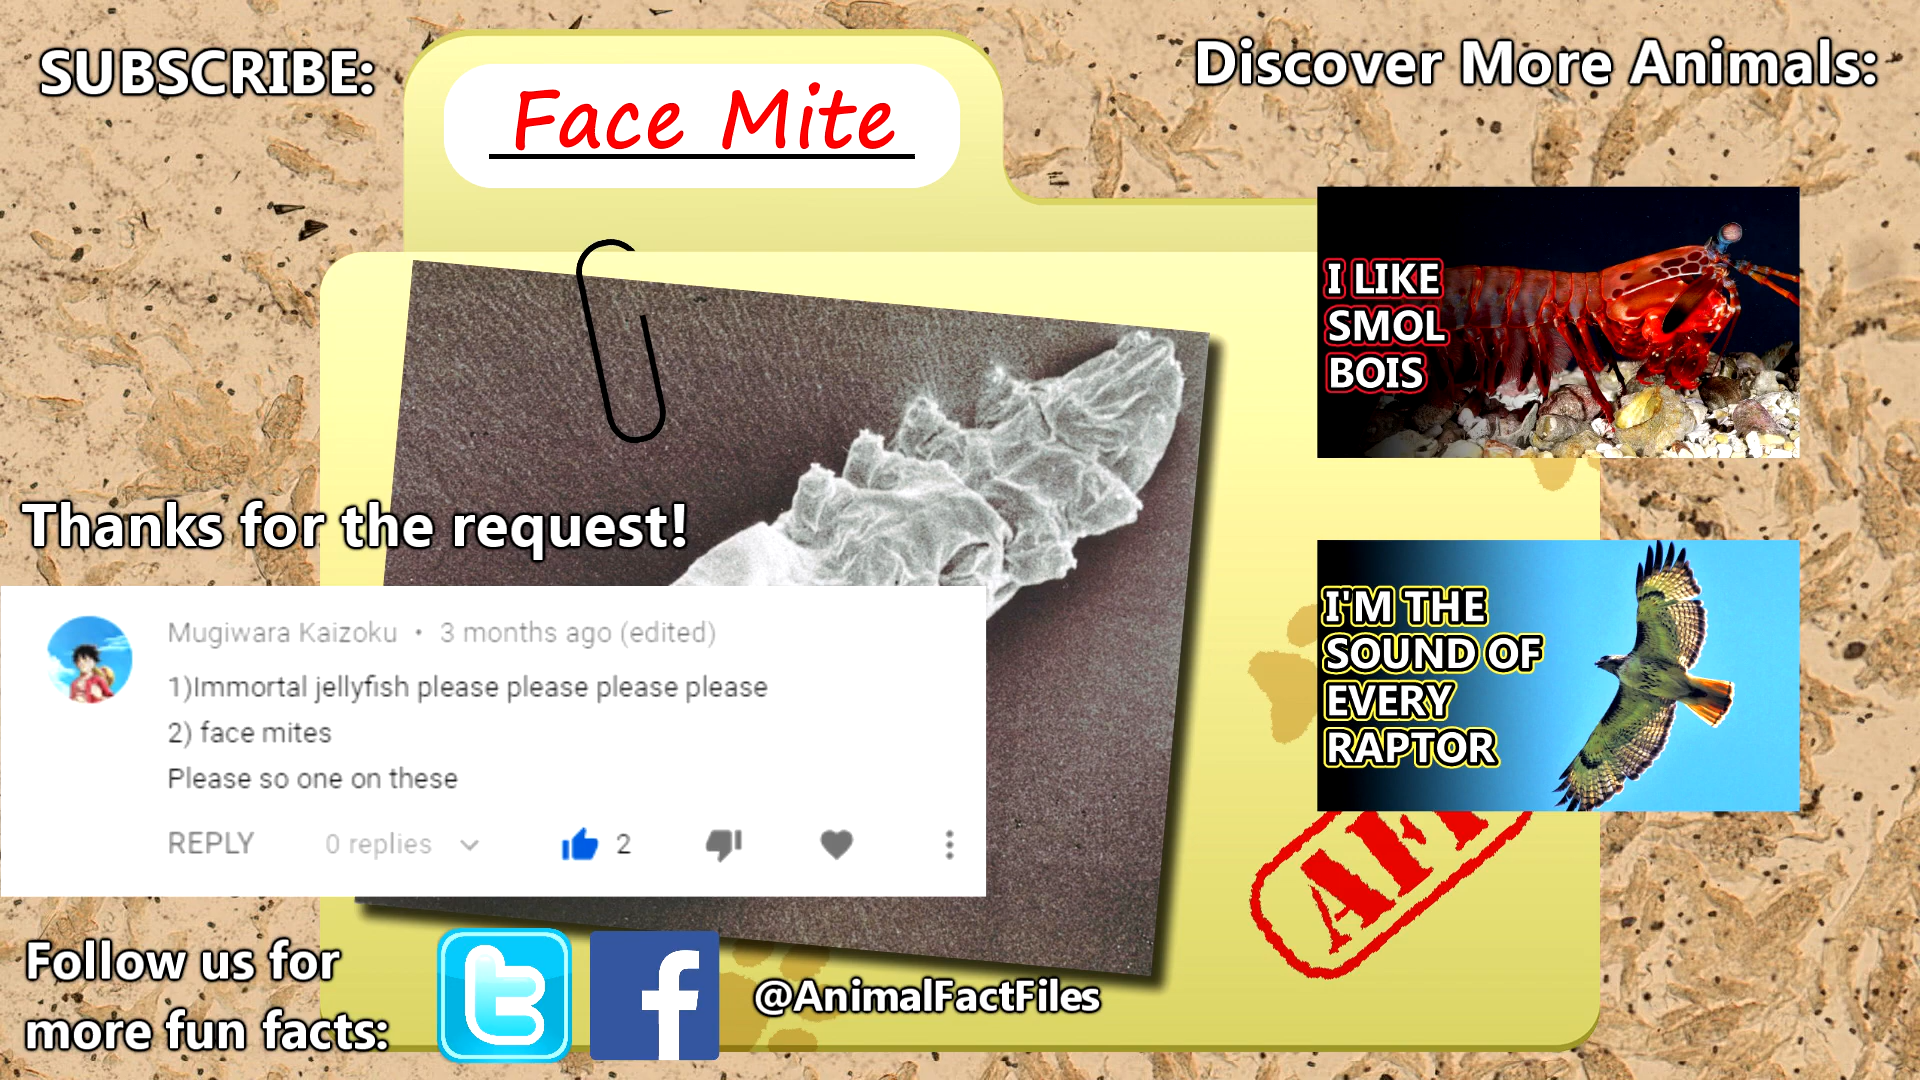 SUBSCRIBE:
Face Mite
Discover More Animals:
I LIKE
SMOL
BOIS
Thanks for the request!
Mugiwara Kaizoku • 3 months ago (edited)
1)Immortal jellyfish please please please please
2) face mites
Please so one on these
REPLY 0 replies 2
I'M THE
SOUND OF
EVERY
RAPTOR
Follow us for
more fun facts:
@AnimalFactFiles